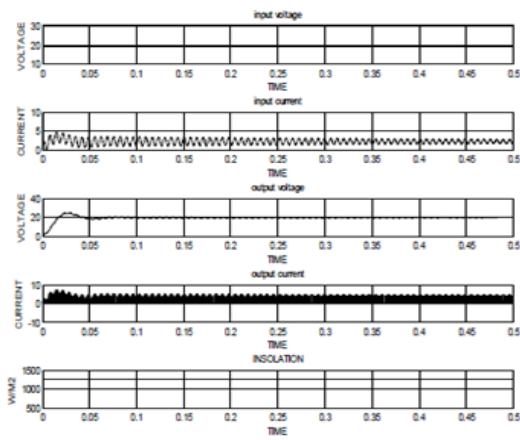 input voltage
VOLTAGE
30
20
10
0 0.05 0.1 0.15 0.2 0.25 0.3 0.35 0.4 0.45 0.5
TIME
input current
CURRENT
10
5
0
0 0.05 0.1 0.15 0.2 0.25 0.3 0.35 0.4 0.45 0.5
TIME
output voltage
VOLTAGE
40
20
0
0 0.05 0.1 0.15 0.2 0.25 0.3 0.35 0.4 0.45 0.5
TIME
output current
CURRENT
10
0
-10
0 0.05 0.1 0.15 0.2 0.25 0.3 0.35 0.4 0.45 0.5
TIME
INSOLATION
W/M2
1500
1000
500
0 0.05 0.1 0.15 0.2 0.25 0.3 0.35 0.4 0.45 0.5
TIME